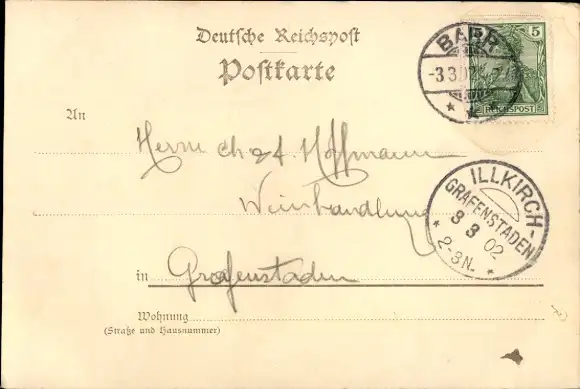 Deutsche Reichspost
Postkarte
5
REICHSPOST
BARR
-3 3 02
An
Herrn Ch & A. Hoffmann
Weinhandlung
ILLKIRCH-
GRAFENSTADEN
3 3 02
2-3N.
in Grafenstaden
Wohnung
(Straße und Hausnummer)